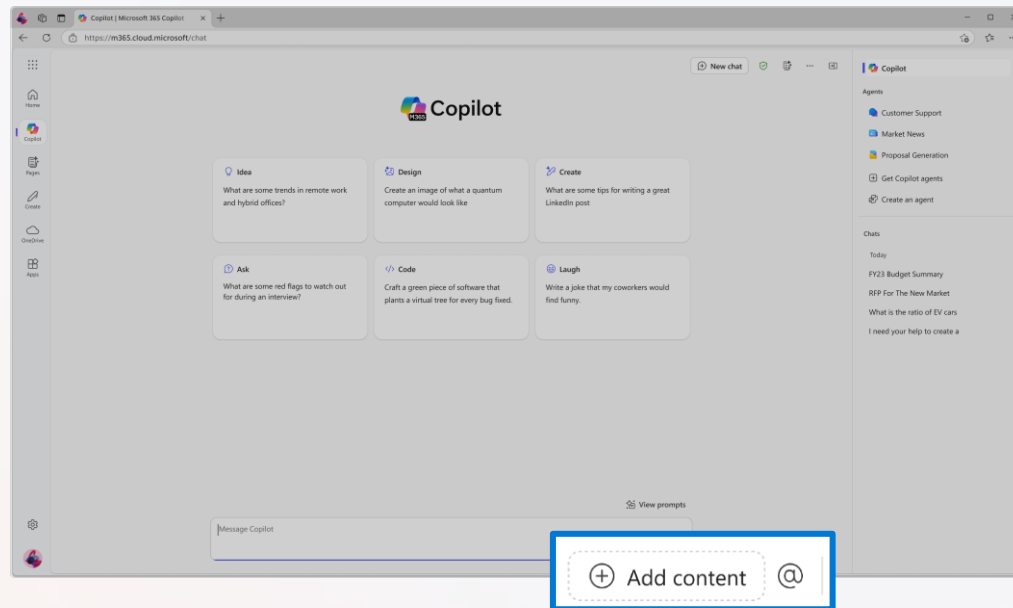 Copilot | Microsoft 365 Copilot
https://m365.cloud.microsoft/chat
New chat
Home
Copilot
Pages
Create
OneDrive
Apps
M365
Copilot
Idea
What are some trends in remote work
and hybrid offices?
Design
Create an image of what a quantum
computer would look like
Create
What are some tips for writing a great
LinkedIn post
Ask
What are some red flags to watch out
for during an interview?
Code
Craft a green piece of software that
plants a virtual tree for every bug fixed.
Laugh
Write a joke that my coworkers would
find funny.
View prompts
Message Copilot
Add content @
Copilot
Agents
Customer Support
Market News
Proposal Generation
Get Copilot agents
Create an agent
Chats
Today
FY23 Budget Summary
RFP For The New Market
What is the ratio of EV cars
I need your help to create a